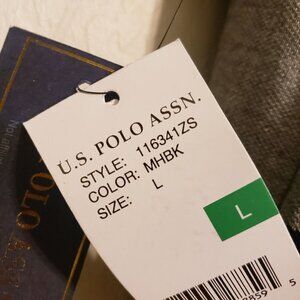 U.S. POLO ASSN.
STYLE: 116341ZS
COLOR: MHBK
SIZE: L
L